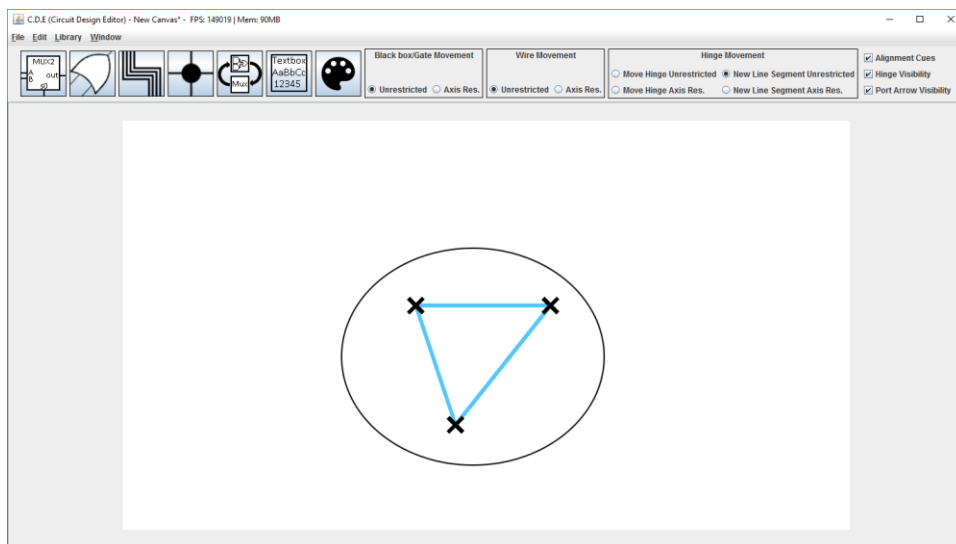 C.D.E (Circuit Design Editor) - New Canvas* - FPS: 149019 | Mem: 90MB
File Edit Library Window
MUX2
A
B
out
s1
Mux
Textbox
AaBbCc
12345
Black box/Gate Movement
Unrestricted Axis Res.
Wire Movement
Unrestricted Axis Res.
Hinge Movement
Move Hinge Unrestricted New Line Segment Unrestricted
Move Hinge Axis Res. New Line Segment Axis Res.
Alignment Cues
Hinge Visibility
Port Arrow Visibility